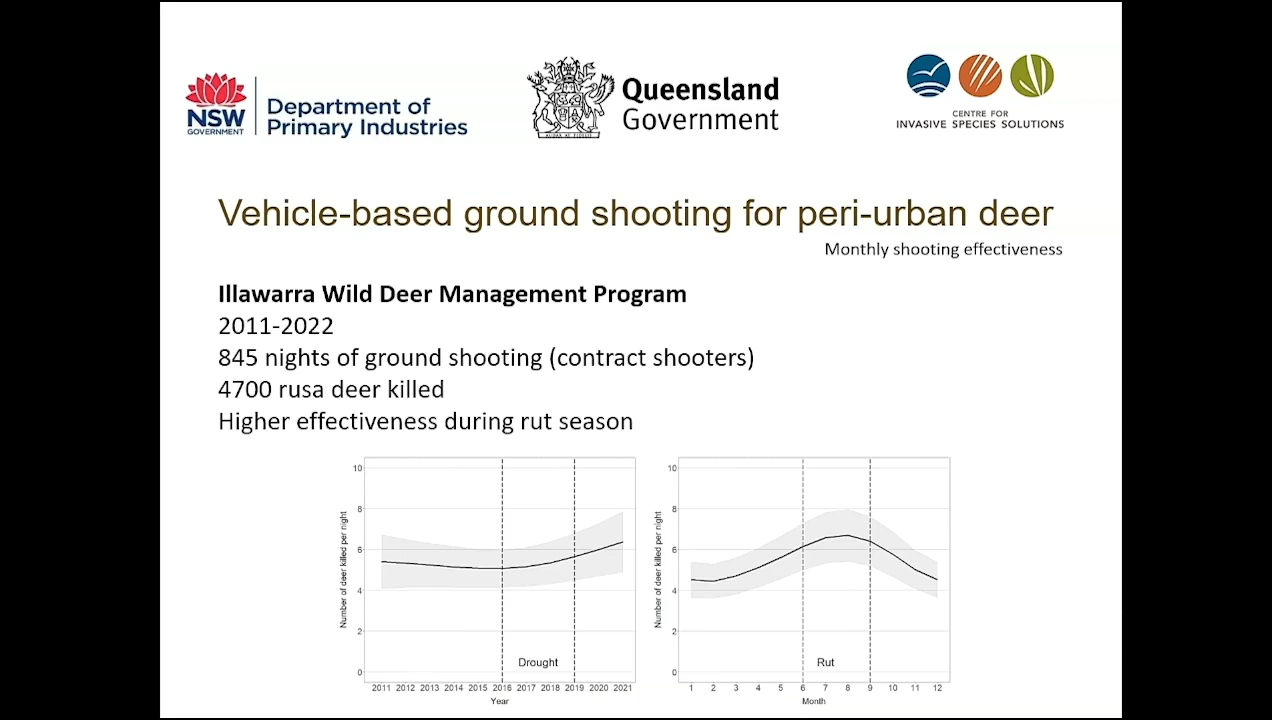 NSW
GOVERNMENT
Department of
Primary Industries
Queensland
Government
CENTRE FOR
INVASIVE SPECIES SOLUTIONS
Vehicle-based ground shooting for peri-urban deer
Monthly shooting effectiveness
Illawarra Wild Deer Management Program
2011-2022
845 nights of ground shooting (contract shooters)
4700 rusa deer killed
Higher effectiveness during rut season
Number of deer killed per night
10
8
6
4
2
0
Drought
2011 2012 2013 2014 2015 2016 2017 2018 2019 2020 2021
Year
Number of deer killed per night
10
8
6
4
2
0
Rut
1 2 3 4 5 6 7 8 9 10 11 12
Month